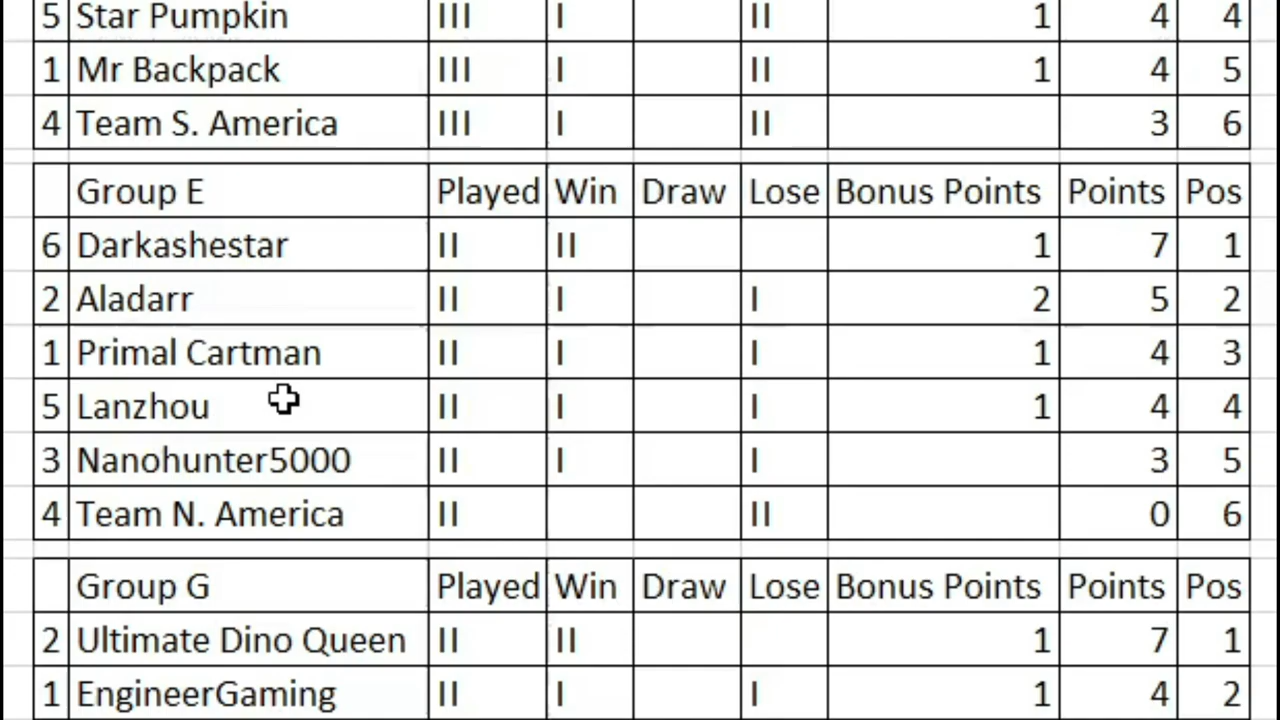 5 Star Pumpkin III I II 1 4 4
1 Mr Backpack III I II 1 4 5
4 Team S. America III I II 3 6
Group E Played Win Draw Lose Bonus Points Points Pos
6 Darkashestar II II 1 7 1
2 Aladarr II I I 2 5 2
1 Primal Cartman II I I 1 4 3
5 Lanzhou II I I 1 4 4
3 Nanohunter5000 II I I 3 5
4 Team N. America II II 0 6
Group G Played Win Draw Lose Bonus Points Points Pos
2 Ultimate Dino Queen II II 1 7 1
1 EngineerGaming II I I 1 4 2